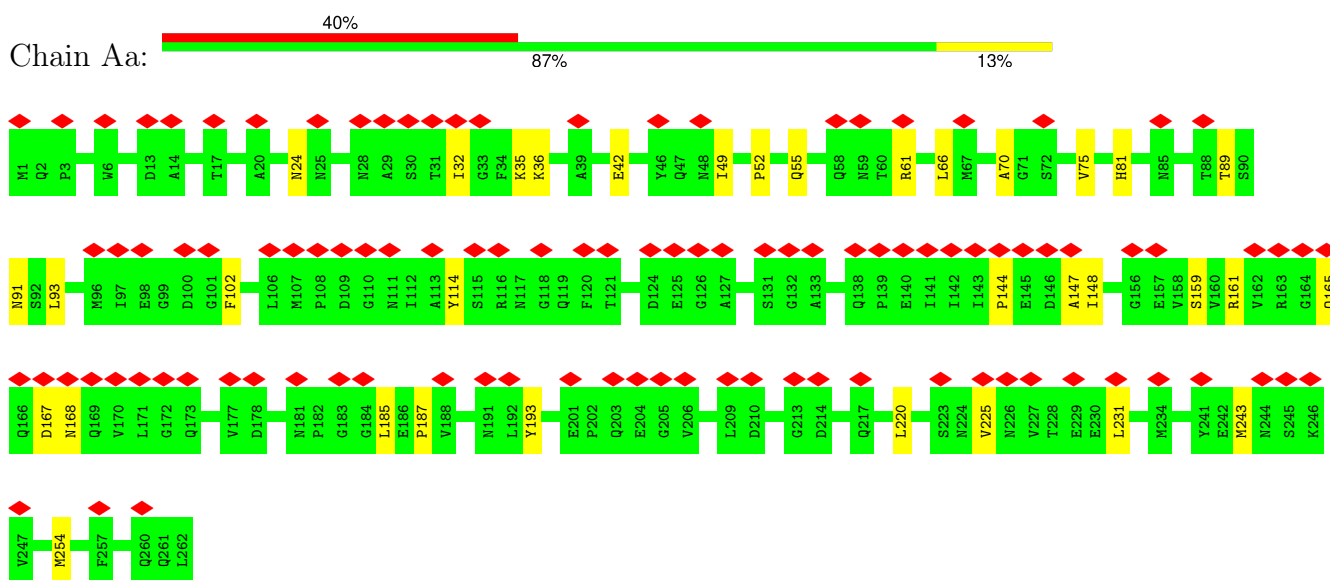 40%
Chain Aa:
87% 13%
M1 Q2 P3 W6 D13 A14 T17 A20 N24 N25 N28 A29 S30 T31 I32 G33 F34 K35 K36 A39 E42 Y46 Q47 N48 I49 P52 Q55 Q58 N59 T60 R61 L66 M67 A70 G71 S72 V75 H81 N85 T88 T89 S90
N91 S92 L93 M96 I97 E98 G99 D100 G101 F102 L106 M107 P108 D109 G110 N111 I112 A113 Y114 S115 R116 N117 G118 Q119 F120 T121 D124 E125 G126 A127 S131 G132 A133 Q138 P139 E140 I141 I142 I143 P144 E145 D146 A147 I148 G156 E157 V158 S159 V160 R161 V162 R163 G164 Q165
Q166 D167 N168 Q169 V170 L171 G172 Q173 V177 D178 N181 P182 G183 G184 L185 E186 P187 V188 N191 L192 Y193 E201 P202 Q203 E204 G205 V206 L209 D210 G213 D214 Q217 L220 S223 N224 V225 N226 V227 T228 E229 E230 L231 M234 Y241 E242 M243 N244 S245 K246
V247 M254 F257 Q260 Q261 L262